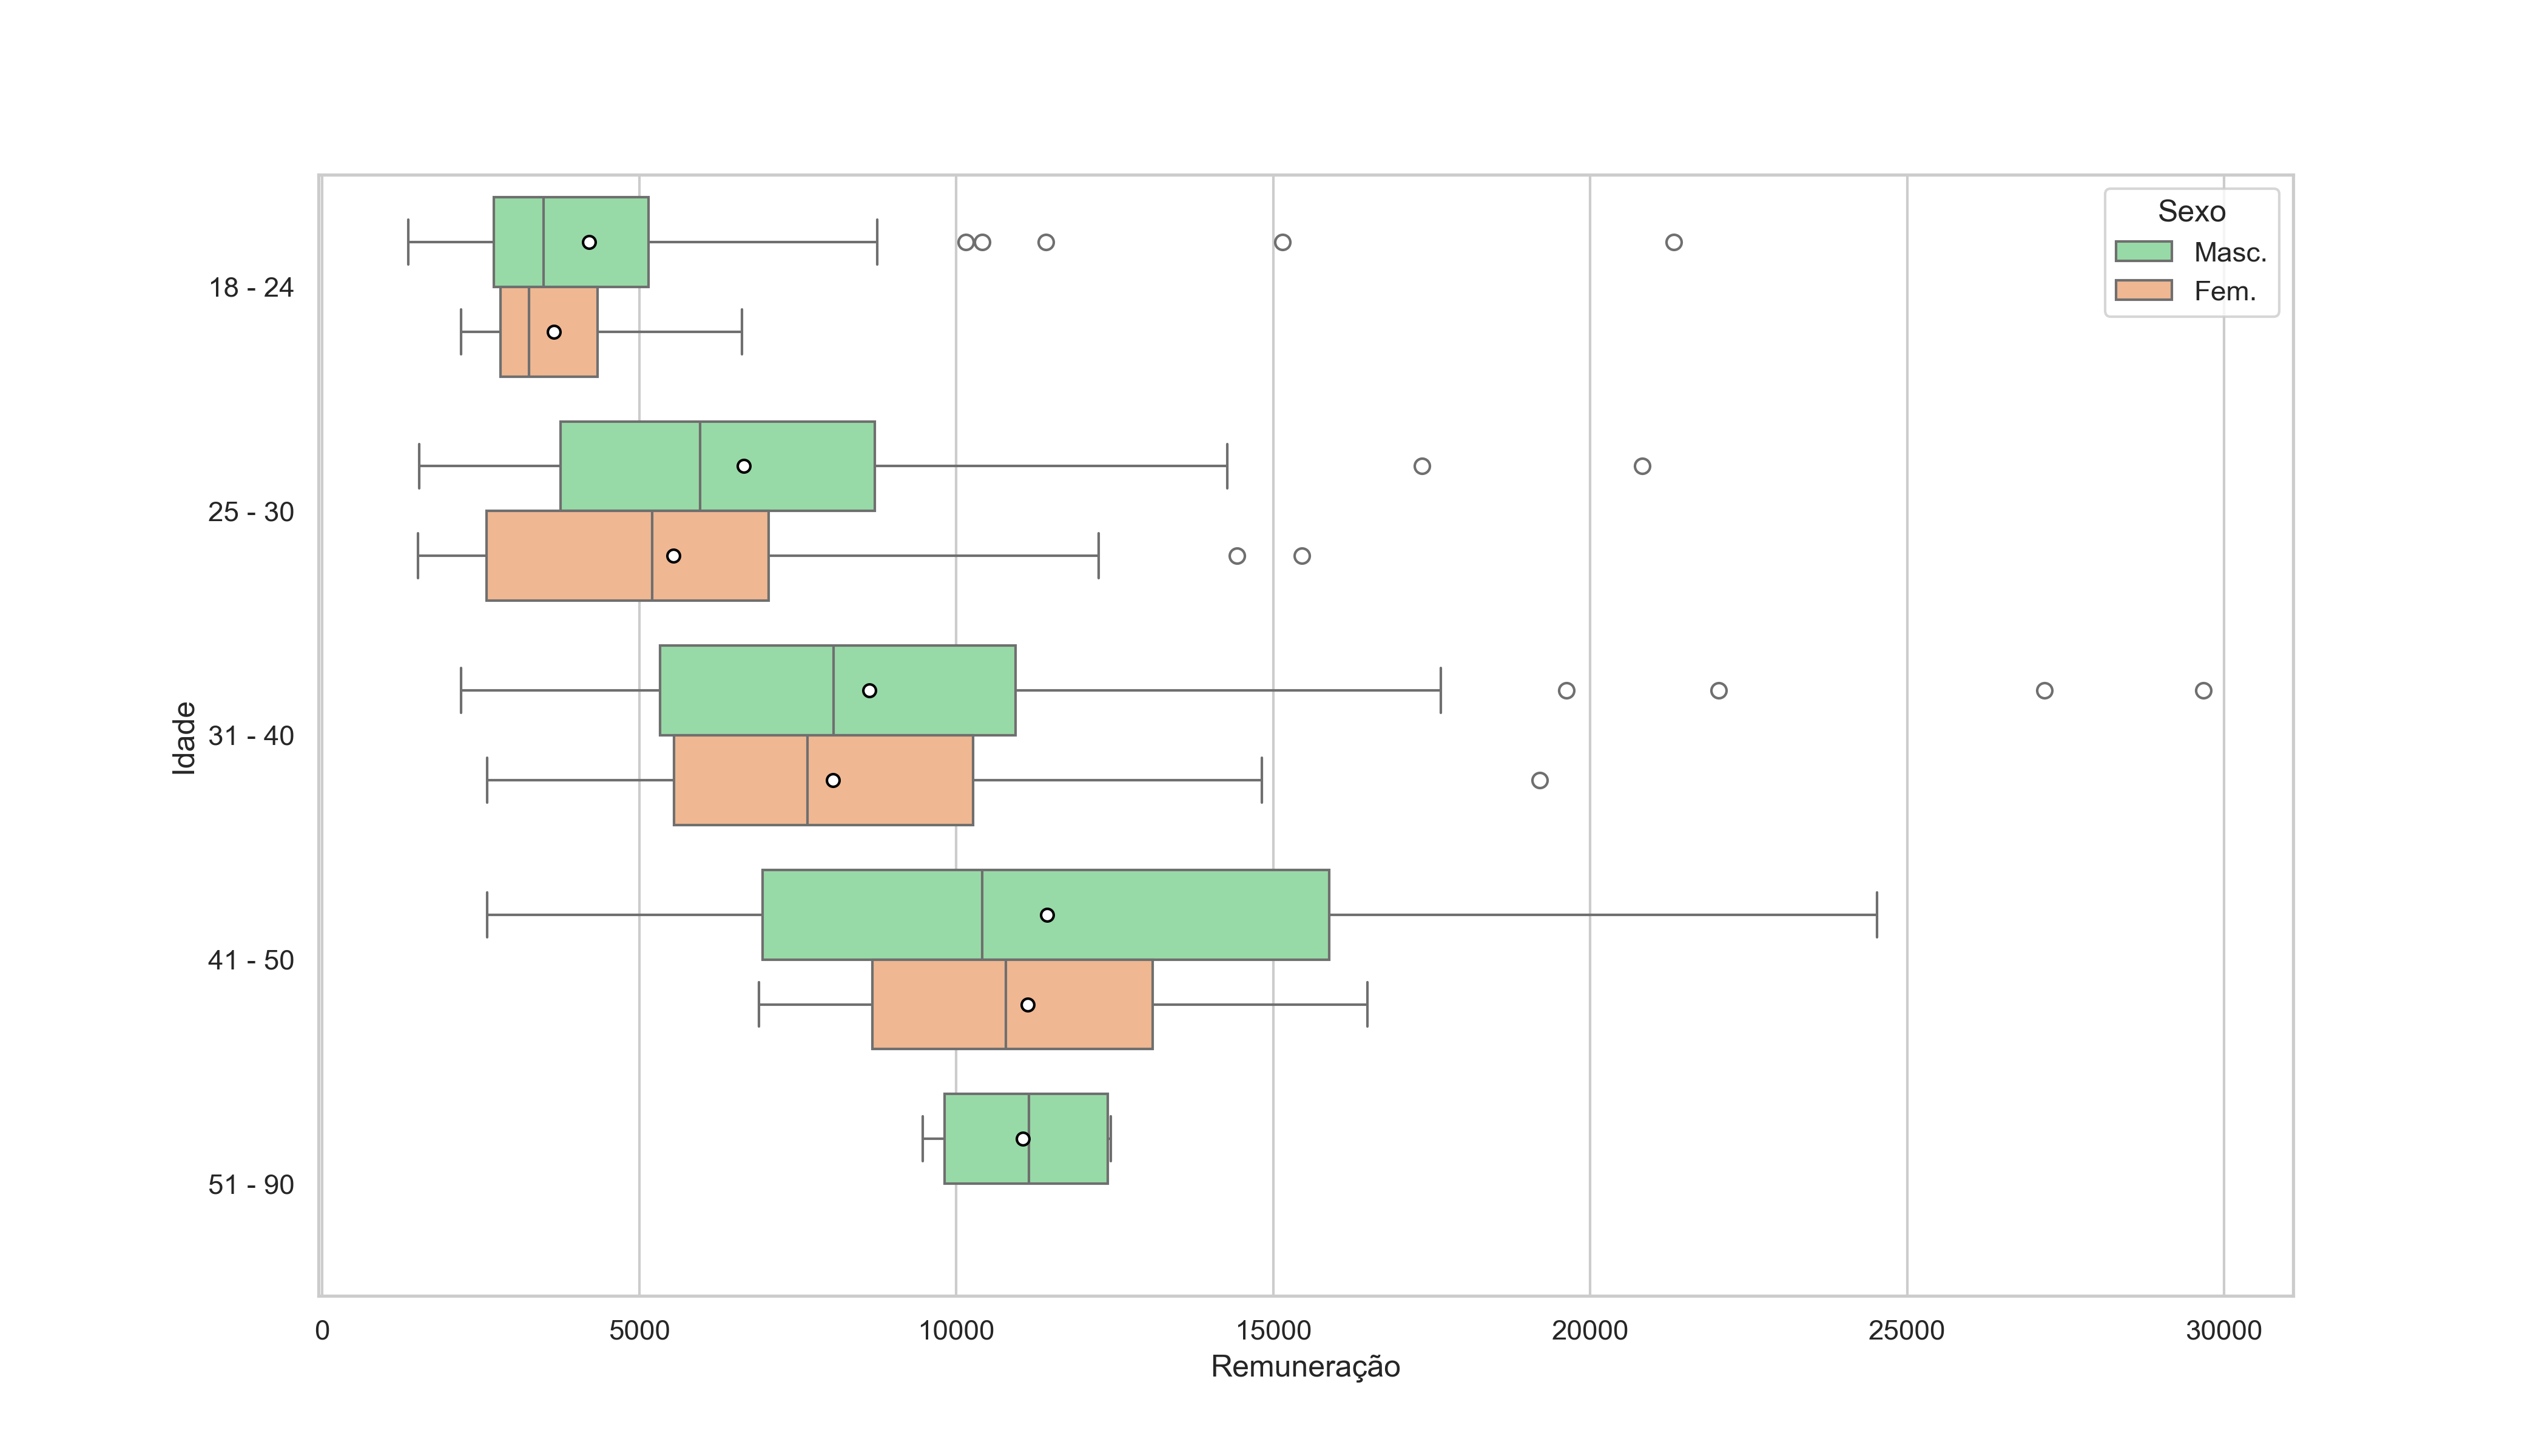 Sexo
Masc.
Fem.
18 - 24
25 - 30
31 - 40
41 - 50
51 - 90
Idade
0 5000 10000 15000 20000 25000 30000
Remuneração